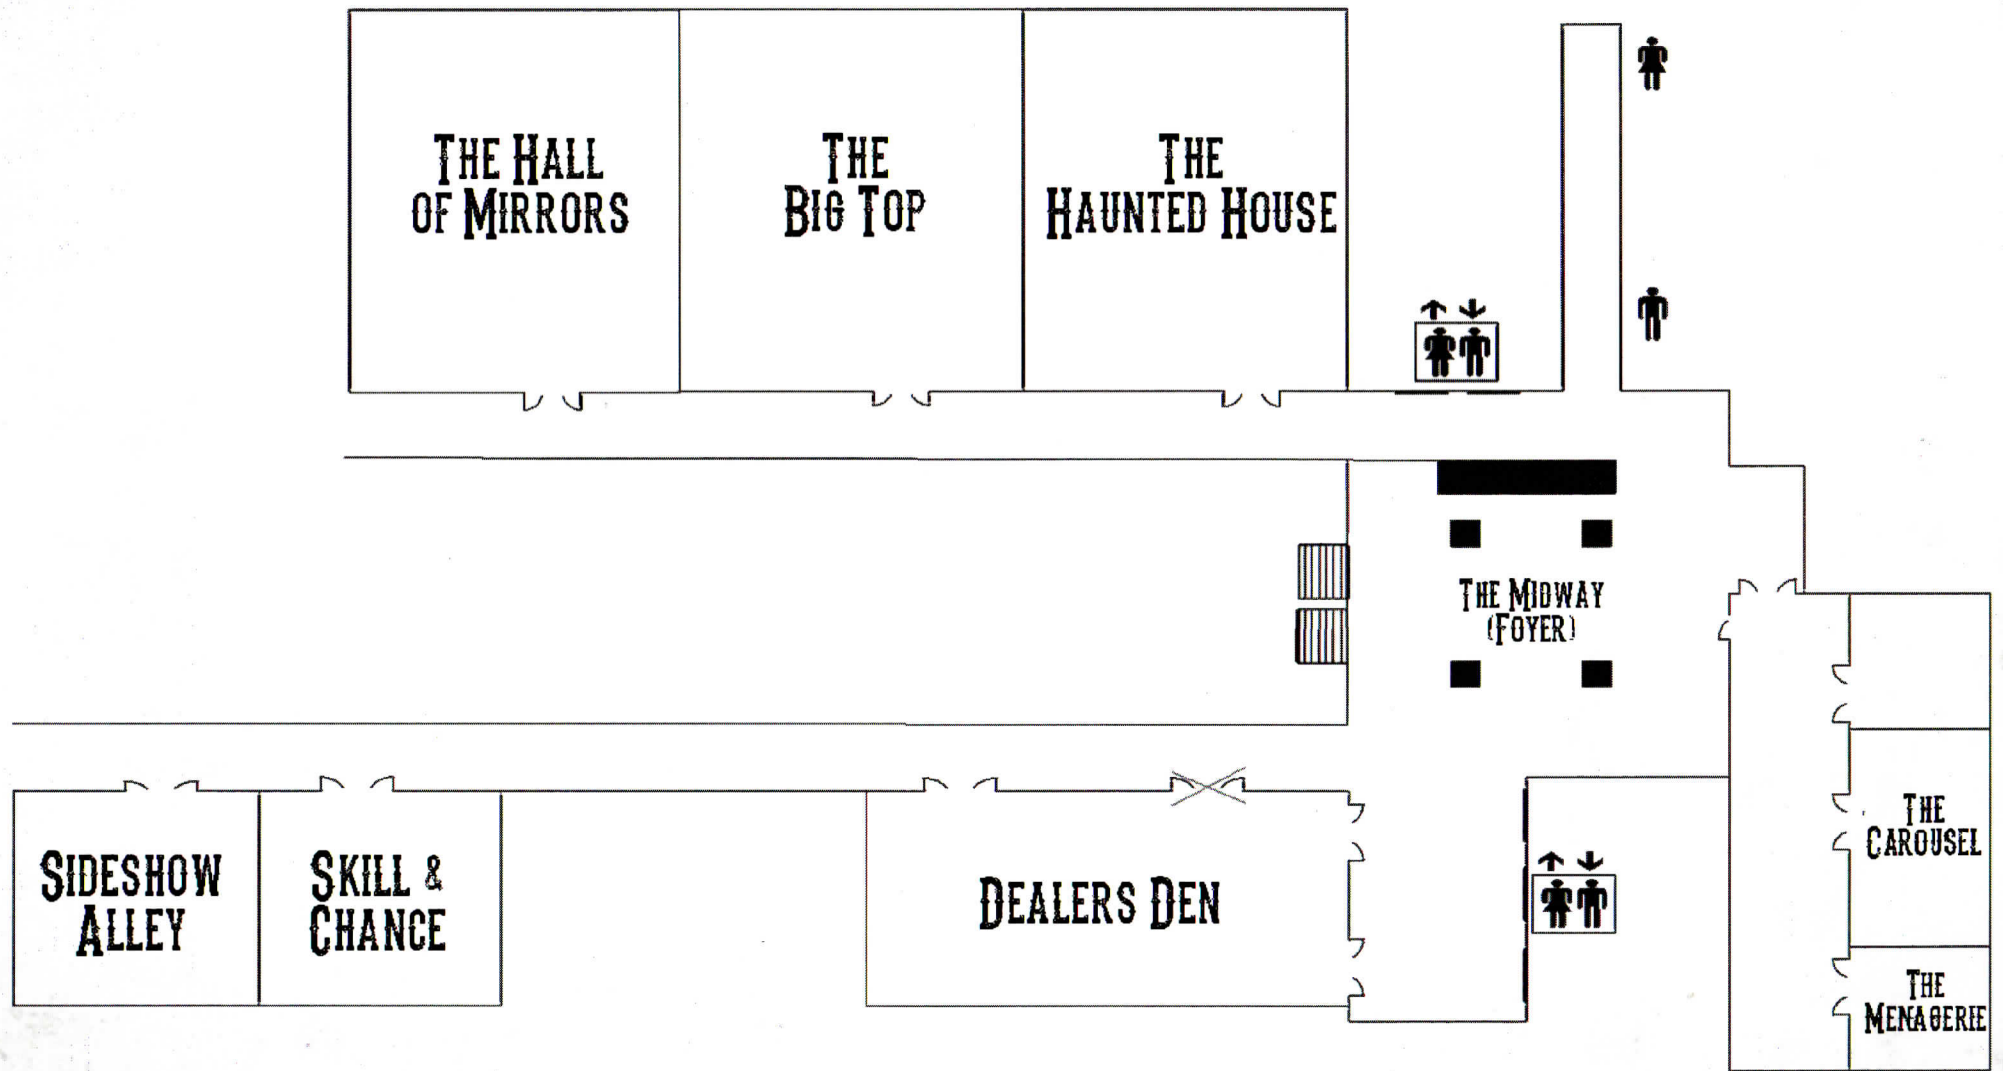 The Hall
of Mirrors
The
Big Top
The
Haunted House
The Midway
(Foyer)
Sideshow
Alley
Skill &
Chance
Dealers Den
The
Carousel
The
Menagerie